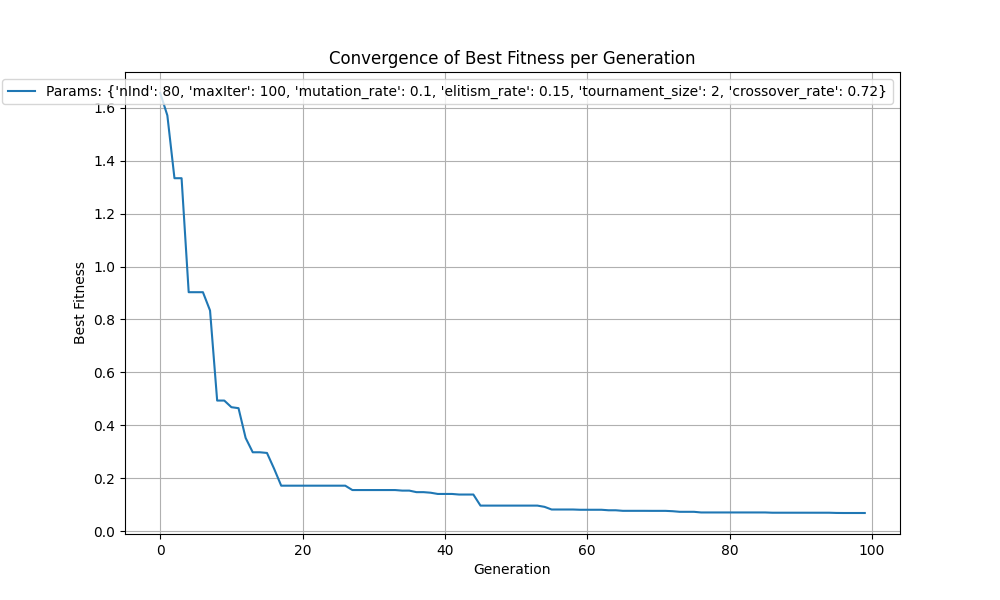 Convergence of Best Fitness per Generation
Params: {'nInd': 80, 'maxIter': 100, 'mutation_rate': 0.1, 'elitism_rate': 0.15, 'tournament_size': 2, 'crossover_rate': 0.72}
1.6
1.4
1.2
1.0
0.8
0.6
0.4
0.2
0.0
Best Fitness
0 20 40 60 80 100
Generation